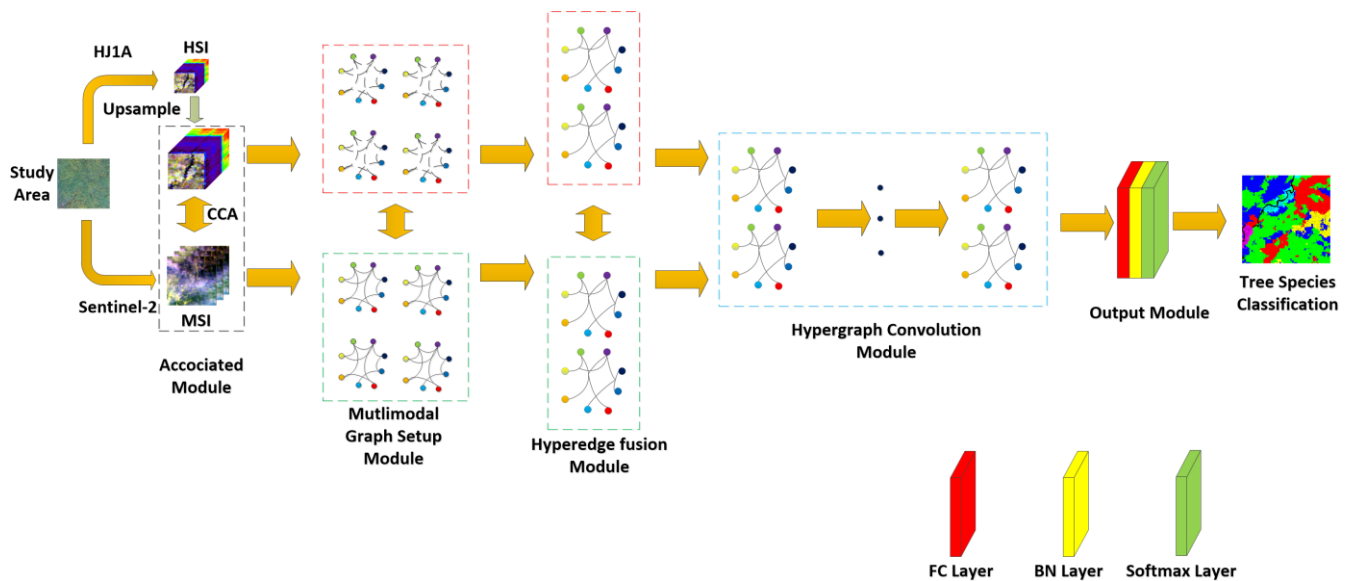 HJ1A
HSI
Upsample
Study
Area
CCA
Sentinel-2
MSI
Accociated
Module
Mutlimodal
Graph Setup
Module
Hyperedge fusion
Module
Hypergraph Convolution
Module
Output Module
Tree Species
Classification
FC Layer
BN Layer
Softmax Layer